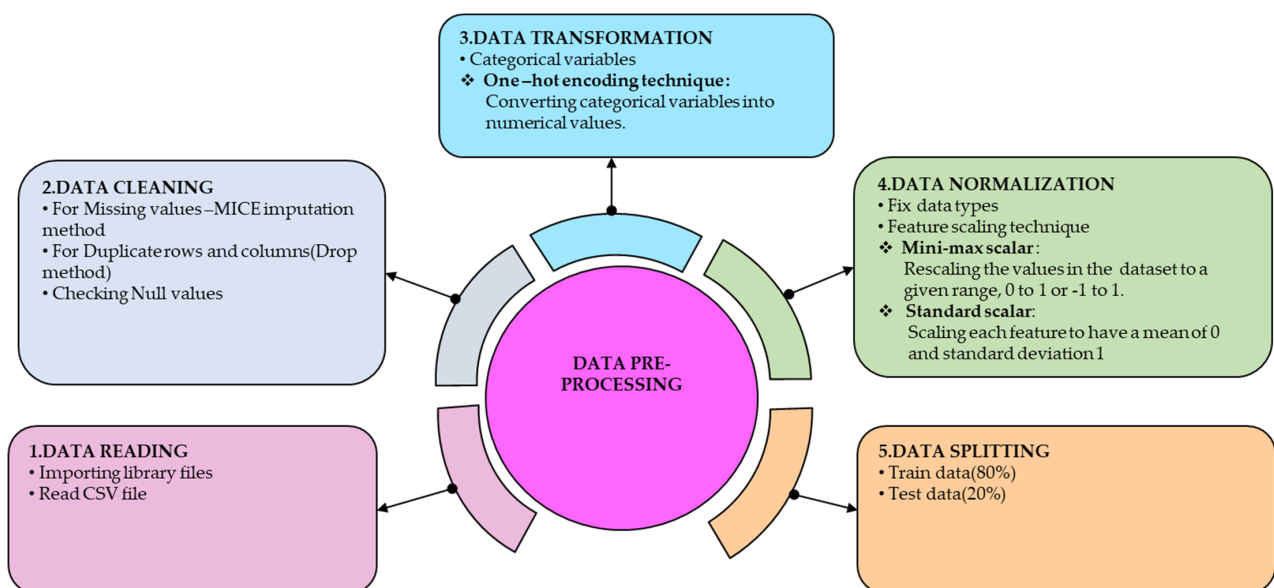 3.DATA TRANSFORMATION
• Categorical variables
❖ One –hot encoding technique:
Converting categorical variables into
numerical values.
2.DATA CLEANING
• For Missing values –MICE imputation
method
• For Duplicate rows and columns(Drop
method)
• Checking Null values
4.DATA NORMALIZATION
• Fix data types
• Feature scaling technique
❖ Mini-max scalar:
Rescaling the values in the dataset to a
given range, 0 to 1 or -1 to 1.
❖ Standard scalar:
Scaling each feature to have a mean of 0
and standard deviation 1
DATA PRE-
PROCESSING
1.DATA READING
• Importing library files
• Read CSV file
5.DATA SPLITTING
• Train data(80%)
• Test data(20%)